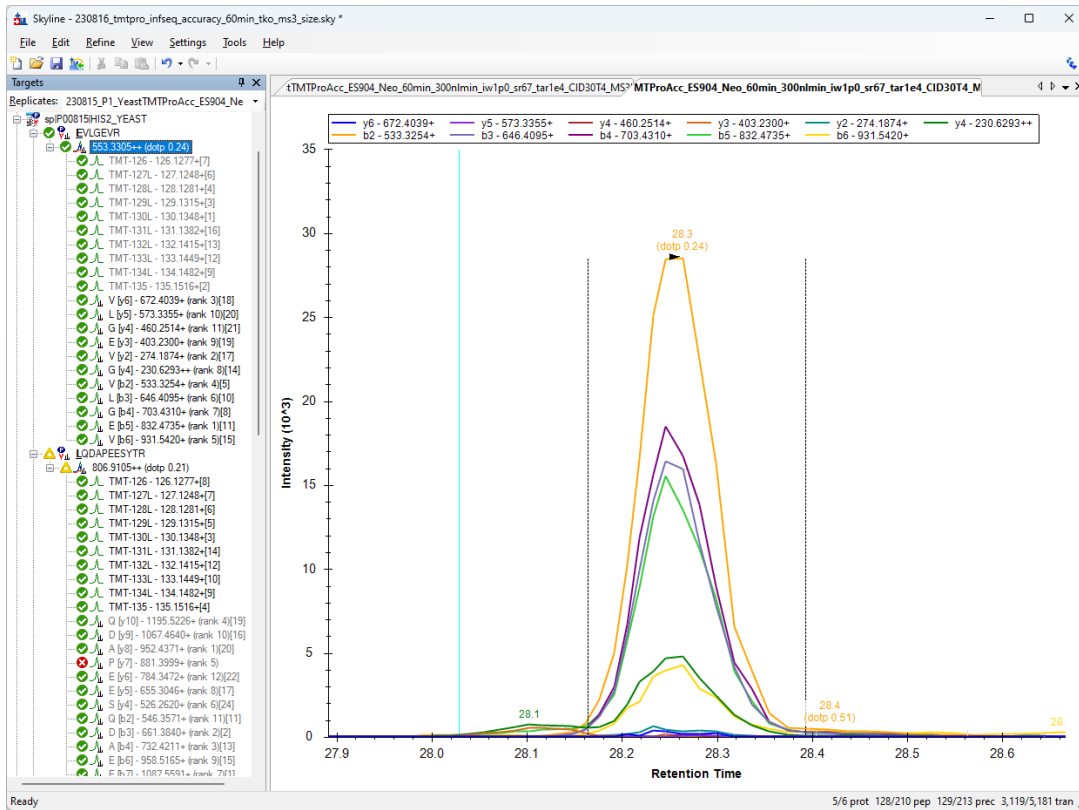 Skyline - 230816_tmtpro_infseq_accuracy_60min_tko_ms3_size.sky *
File Edit Refine View Settings Tools Help
Targets
Replicates: 230815_P1_YeastTMTProAcc_ES904_Ne
sp|P00815|HIS2_YEAST
EVLGEVR
553.3305++ (dotp 0.24)
TMT-126 - 126.1277+[7]
TMT-127L - 127.1248+[6]
TMT-128L - 128.1281+[4]
TMT-129L - 129.1315+[3]
TMT-130L - 130.1348+[1]
TMT-131L - 131.1382+[16]
TMT-132L - 132.1415+[13]
TMT-133L - 133.1449+[12]
TMT-134L - 134.1482+[9]
TMT-135 - 135.1516+[2]
V [y6] - 672.4039+ (rank 3)[18]
L [y5] - 573.3355+ (rank 10)[20]
G [y4] - 460.2514+ (rank 11)[21]
E [y3] - 403.2300+ (rank 9)[19]
V [y2] - 274.1874+ (rank 2)[17]
G [y4] - 230.6293++ (rank 8)[14]
V [b2] - 533.3254+ (rank 4)[5]
L [b3] - 646.4095+ (rank 6)[10]
G [b4] - 703.4310+ (rank 7)[8]
E [b5] - 832.4735+ (rank 1)[11]
V [b6] - 931.5420+ (rank 5)[15]
LQDAPEESYTR
806.9105++ (dotp 0.21)
TMT-126 - 126.1277+[8]
TMT-127L - 127.1248+[7]
TMT-128L - 128.1281+[6]
TMT-129L - 129.1315+[5]
TMT-130L - 130.1348+[3]
TMT-131L - 131.1382+[14]
TMT-132L - 132.1415+[12]
TMT-133L - 133.1449+[10]
TMT-134L - 134.1482+[9]
TMT-135 - 135.1516+[4]
Q [y10] - 1195.5226+ (rank 4)[19]
D [y9] - 1067.4640+ (rank 10)[16]
A [y8] - 952.4371+ (rank 1)[20]
P [y7] - 881.3999+ (rank 5)
E [y6] - 784.3472+ (rank 12)[22]
E [y5] - 655.3046+ (rank 8)[17]
S [y4] - 526.2620+ (rank 6)[24]
Q [b2] - 546.3571+ (rank 11)[11]
D [b3] - 661.3840+ (rank 2)[2]
A [b4] - 732.4211+ (rank 3)[13]
E [b6] - 958.5165+ (rank 9)[15]
E [b7] - 1087.5591+ (rank 7)[1]
tTMTProAcc_ES904_Neo_60min_300nlmin_iw1p0_sr67_tar1e4_CID30T4_MS3
MTProAcc_ES904_Neo_60min_300nlmin_iw1p0_sr67_tar1e4_CID30T4_M
y6 - 672.4039+ y5 - 573.3355+ y4 - 460.2514+ y3 - 403.2300+ y2 - 274.1874+ y4 - 230.6293++
b2 - 533.3254+ b3 - 646.4095+ b4 - 703.4310+ b5 - 832.4735+ b6 - 931.5420+
Intensity (10^3)
35
30
25
20
15
10
5
0
28.3
(dotp 0.24)
28.1
28.4
(dotp 0.51)
28.
27.9 28.0 28.1 28.2 28.3 28.4 28.5 28.6
Retention Time
Ready
5/6 prot 128/210 pep 129/213 prec 3,119/5,181 tran